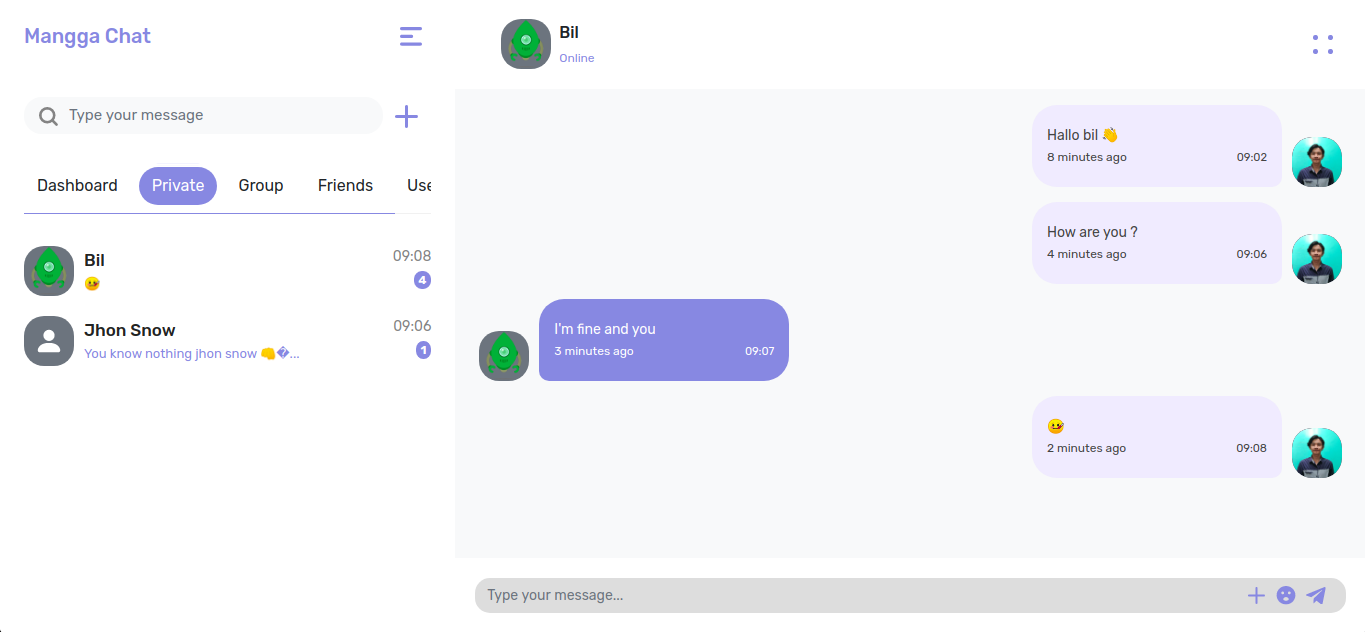 Mangga Chat
Type your message
Dashboard Private Group Friends Use
Bil 09:08
🤪 4
Jhon Snow 09:06
You know nothing jhon snow 👊�... 1
Bil
Online
Hallo bil 👏
8 minutes ago 09:02
How are you ?
4 minutes ago 09:06
I'm fine and you
3 minutes ago 09:07
🤪
2 minutes ago 09:08
Type your message...